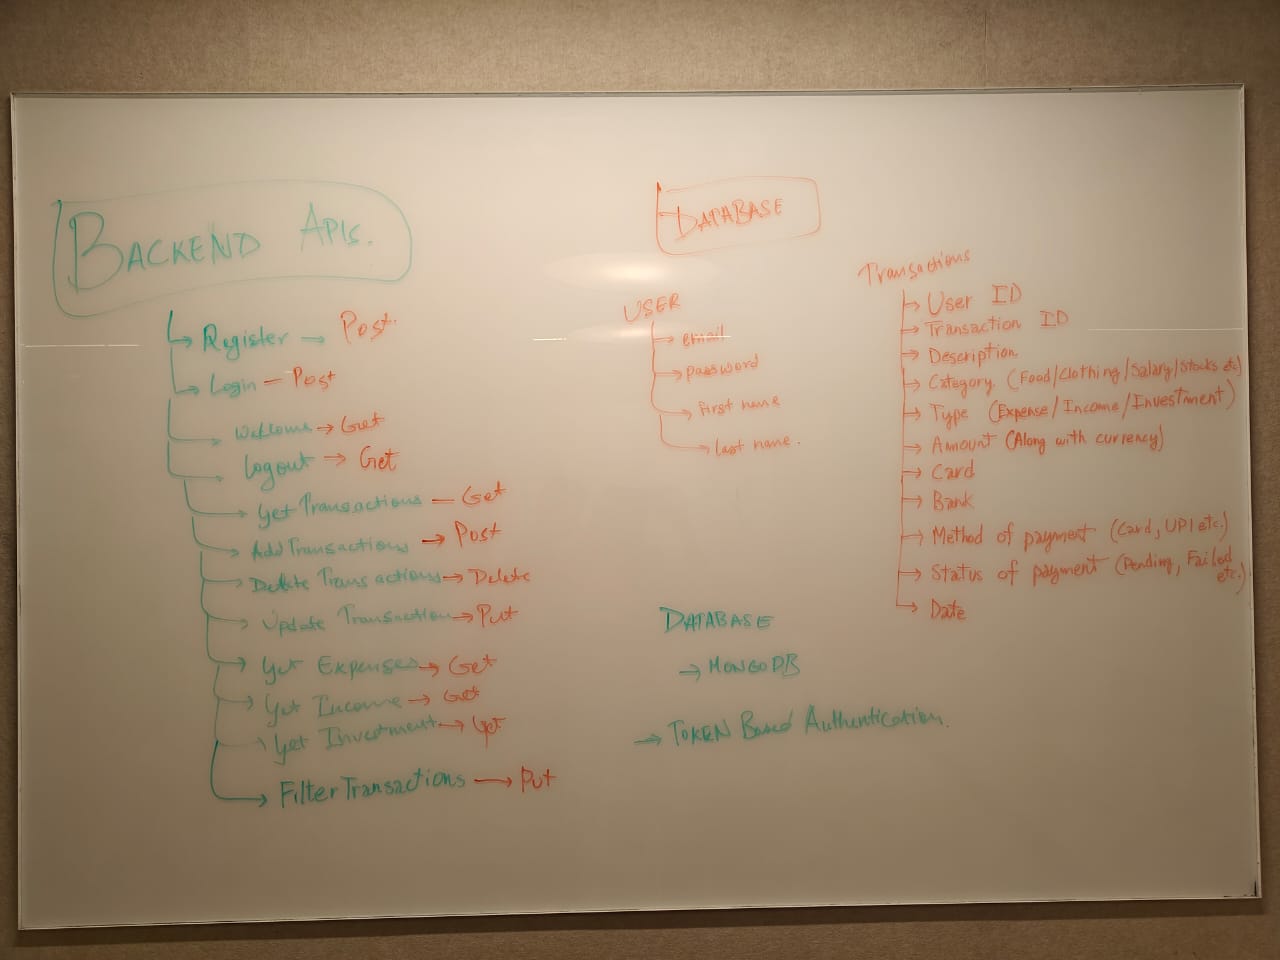 BACKEND APIs.
Register → Post.
Login – Post
Welcome → Get
Logout → Get
Get Transactions – Get
Add Transactions → Post
Delete Transactions → Delete
Update Transaction → Put
Get Expenses → Get
Get Income → Get
Get Investment → Get
Filter Transactions → Put
DATABASE
USER
email
password
first name
last name.
Transactions
User ID
Transaction ID
Description
Category (Food/Clothing/Salary/Stocks etc)
Type (Expense/Income/Investment)
Amount (Along with currency)
Card
Bank
Method of payment (Card, UPI etc.)
Status of payment (Pending, Failed
etc.)
Date
DATABASE
→ MONGODB
→ TOKEN Based Authentication.